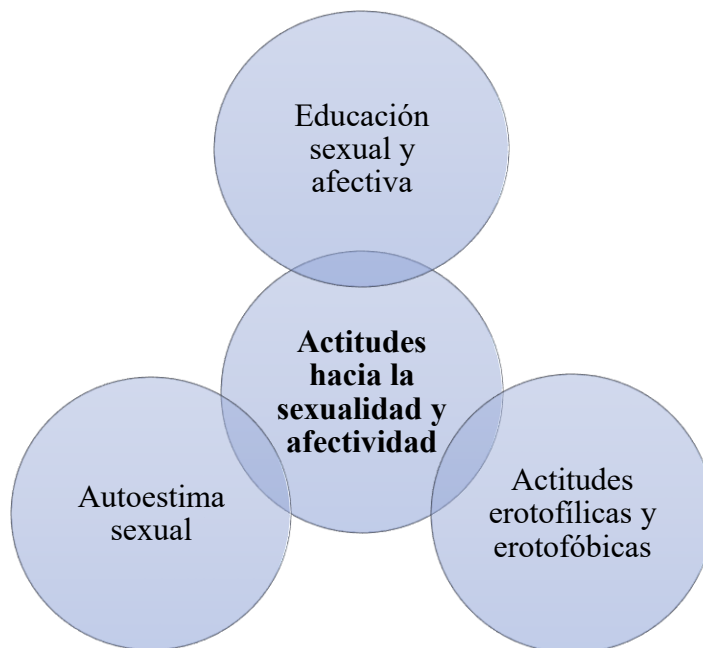 Educación
sexual y
afectiva
Actitudes
hacia la
sexualidad y
afectividad
Autoestima
sexual
Actitudes
erotofílicas y
erotofóbicas